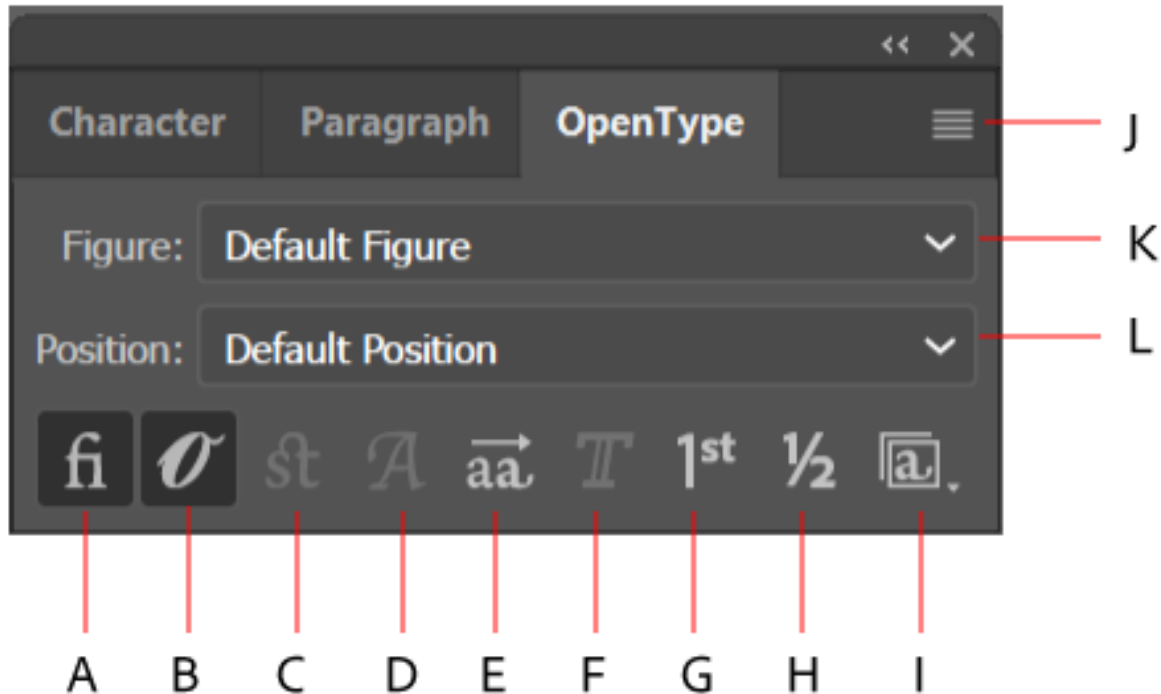 Character Paragraph OpenType
J
Figure: Default Figure
K
Position: Default Position
L
fi O st A aa T 1st ½ a
A B C D E F G H I